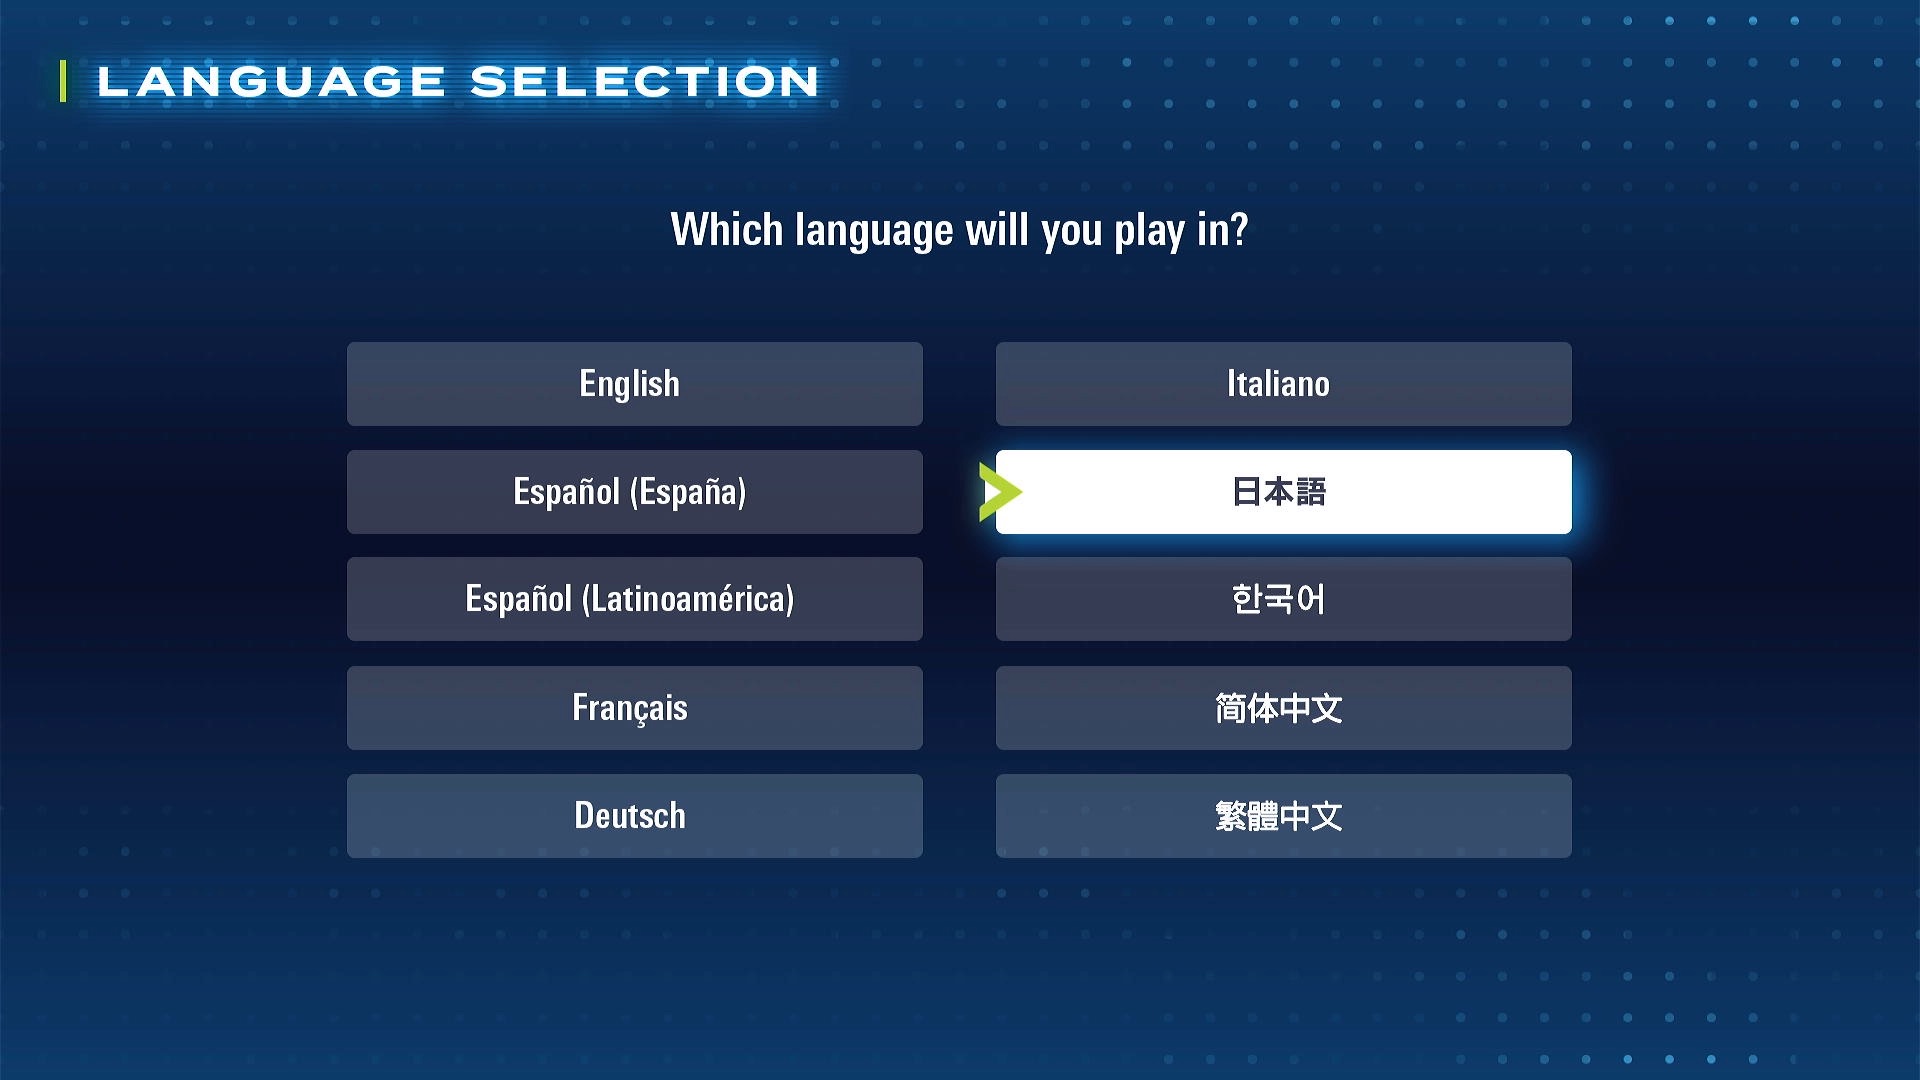 LANGUAGE SELECTION
Which language will you play in?
English
Español (España)
Español (Latinoamérica)
Français
Deutsch
Italiano
日本語
한국어
简体中文
繁體中文